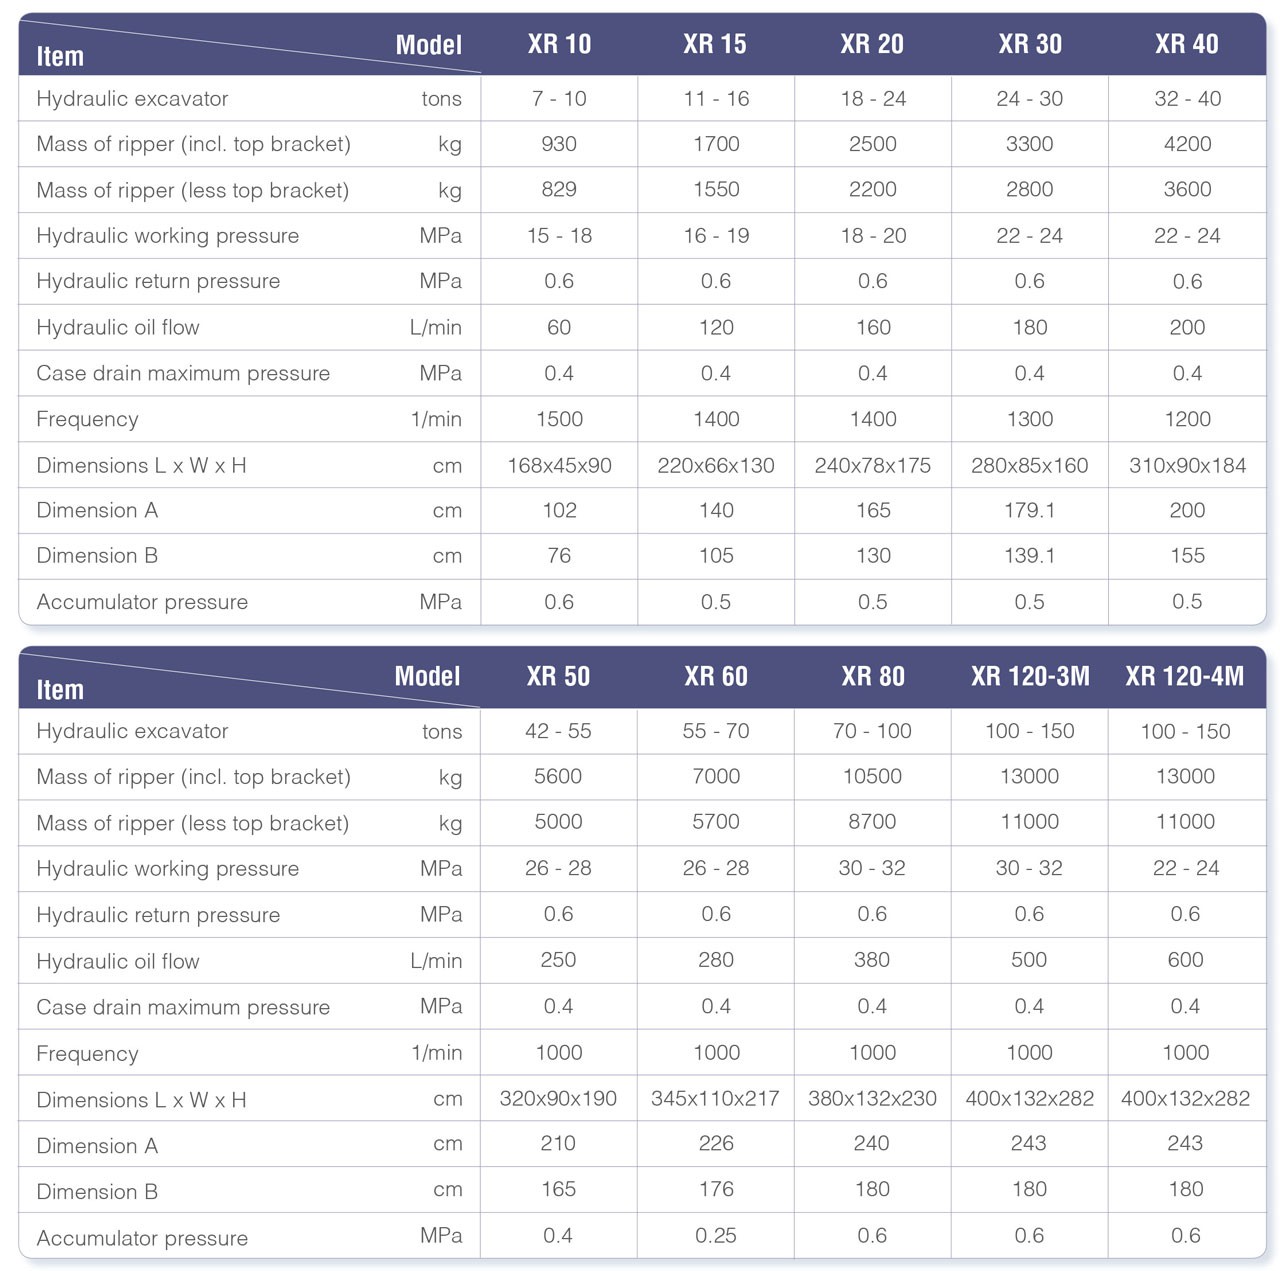 Item Model XR 10 XR 15 XR 20 XR 30 XR 40
Hydraulic excavator tons 7 - 10 11 - 16 18 - 24 24 - 30 32 - 40
Mass of ripper (incl. top bracket) kg 930 1700 2500 3300 4200
Mass of ripper (less top bracket) kg 829 1550 2200 2800 3600
Hydraulic working pressure MPa 15 - 18 16 - 19 18 - 20 22 - 24 22 - 24
Hydraulic return pressure MPa 0.6 0.6 0.6 0.6 0.6
Hydraulic oil flow L/min 60 120 160 180 200
Case drain maximum pressure MPa 0.4 0.4 0.4 0.4 0.4
Frequency 1/min 1500 1400 1400 1300 1200
Dimensions L x W x H cm 168x45x90 220x66x130 240x78x175 280x85x160 310x90x184
Dimension A cm 102 140 165 179.1 200
Dimension B cm 76 105 130 139.1 155
Accumulator pressure MPa 0.6 0.5 0.5 0.5 0.5
Item Model XR 50 XR 60 XR 80 XR 120-3M XR 120-4M
Hydraulic excavator tons 42 - 55 55 - 70 70 - 100 100 - 150 100 - 150
Mass of ripper (incl. top bracket) kg 5600 7000 10500 13000 13000
Mass of ripper (less top bracket) kg 5000 5700 8700 11000 11000
Hydraulic working pressure MPa 26 - 28 26 - 28 30 - 32 30 - 32 22 - 24
Hydraulic return pressure MPa 0.6 0.6 0.6 0.6 0.6
Hydraulic oil flow L/min 250 280 380 500 600
Case drain maximum pressure MPa 0.4 0.4 0.4 0.4 0.4
Frequency 1/min 1000 1000 1000 1000 1000
Dimensions L x W x H cm 320x90x190 345x110x217 380x132x230 400x132x282 400x132x282
Dimension A cm 210 226 240 243 243
Dimension B cm 165 176 180 180 180
Accumulator pressure MPa 0.4 0.25 0.6 0.6 0.6